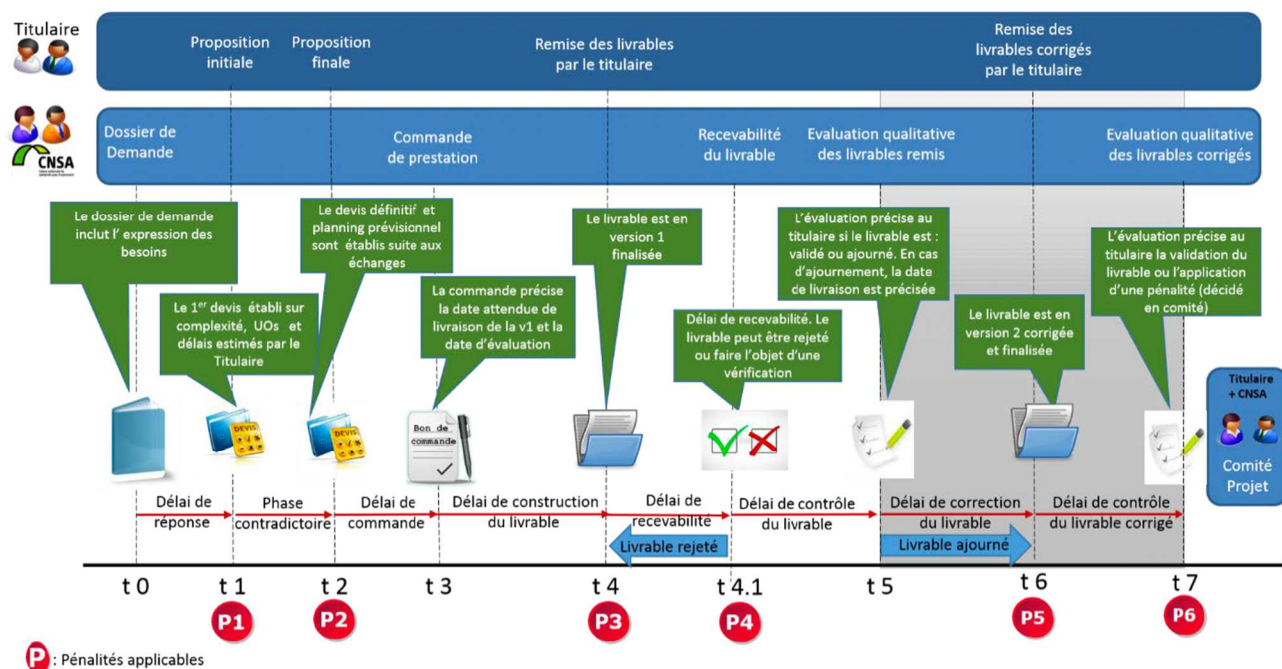 Titulaire
Proposition
initiale
Proposition
finale
Remise des livrables
par le titulaire
Remise des
livrables corrigés
par le titulaire
CNSA
Dossier de
Demande
Commande
de prestation
Recevabilité
du livrable
Evaluation qualitative
des livrables remis
Evaluation qualitative
des livrables corrigés
Le dossier de demande
inclut l’ expression des
besoins
Le 1er devis établi sur
complexité, UOs et
délais estimés par le
Titulaire
Le devis définitif et
planning prévisionnel
sont établis suite aux
échanges
La commande précise
la date attendue de
livraison de la v1 et la
date d’évaluation
Le livrable est en
version 1
finalisée
Délai de recevabilité. Le
livrable peut être rejeté
ou faire l’objet d’une
vérification
L’évaluation précise au
titulaire si le livrable est :
validé ou ajourné. En cas
d’ajournement, la date
de livraison est précisée
Le livrable est en
version 2 corrigée
et finalisée
L’évaluation précise au
titulaire la validation du
livrable ou l’application
d’une pénalité (décidé
en comité)
Titulaire
+ CNSA
Comité
Projet
DEVIS
DEVIS
Bon de
commande
Délai de
réponse
Phase
contradictoire
Délai de
commande
Délai de construction
du livrable
Délai de
recevabilité
Délai de contrôle
du livrable
Délai de correction
du livrable
Délai de contrôle
du livrable corrigé
Livrable rejeté
Livrable ajourné
t 0
t 1
t 2
t 3
t 4
t 4.1
t 5
t 6
t 7
P1
P2
P3
P4
P5
P6
P : Pénalités applicables